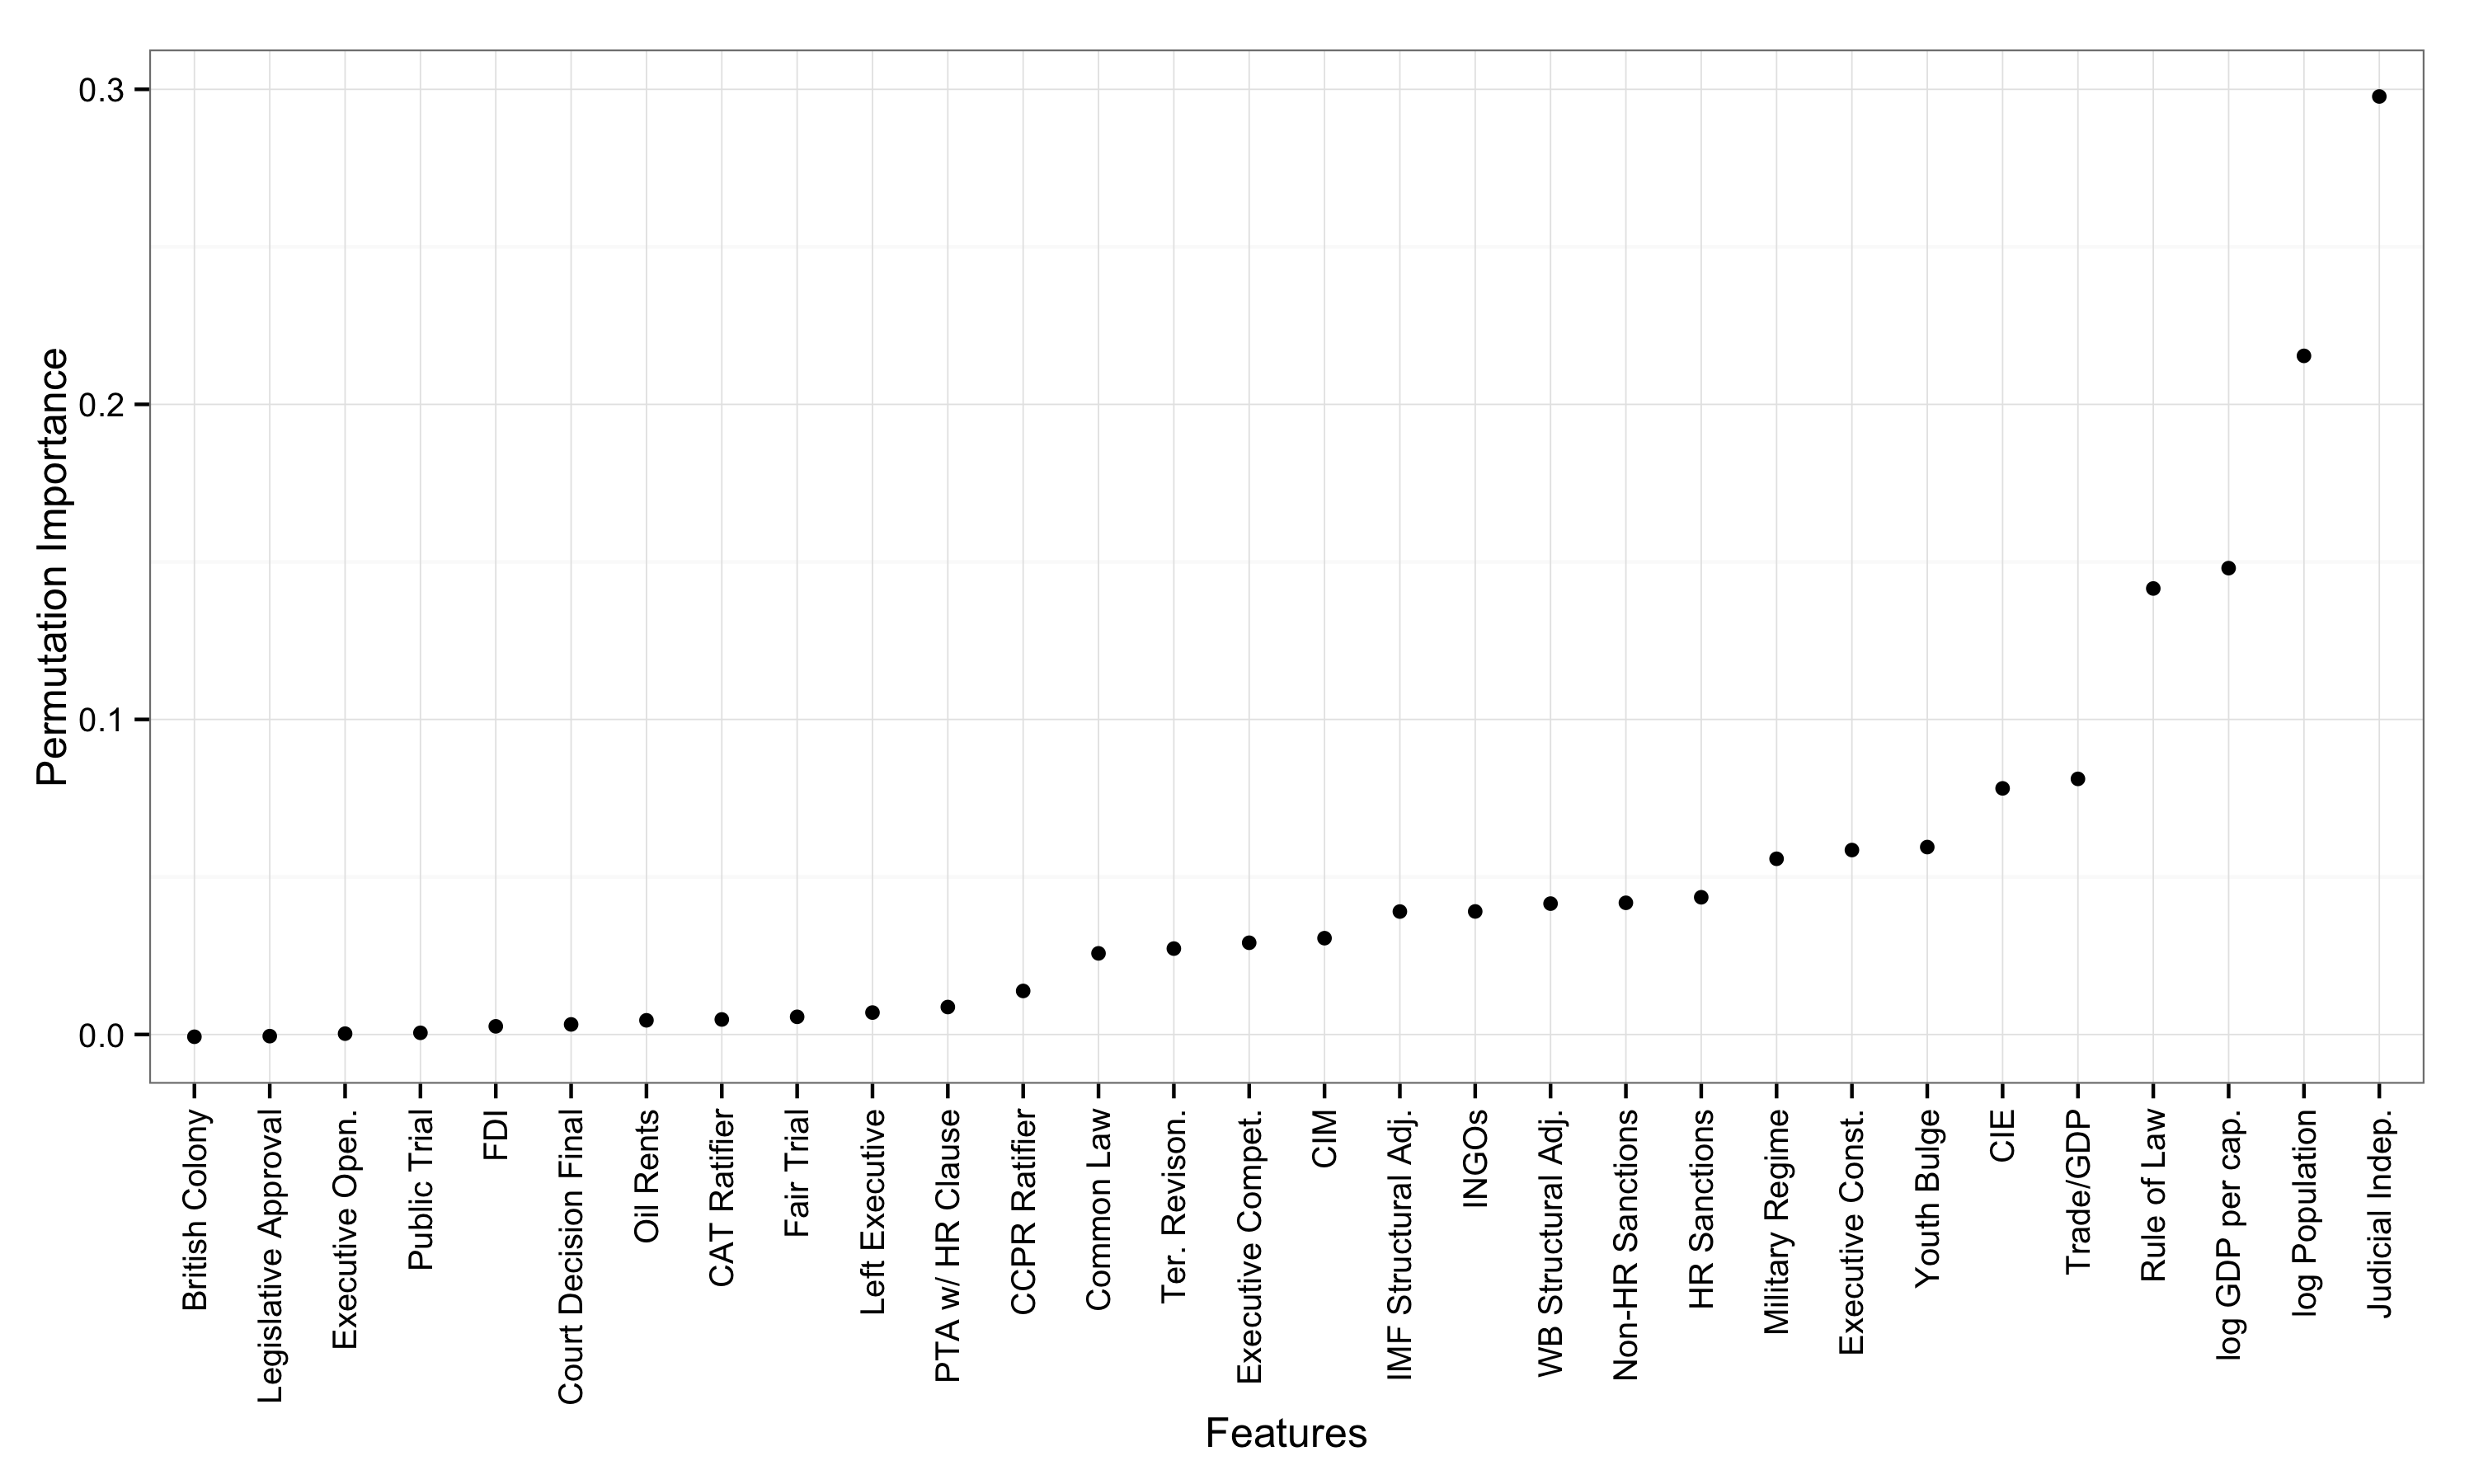 Permutation Importance
0.3
0.2
0.1
0.0
British Colony
Legislative Approval
Executive Open.
Public Trial
FDI
Court Decision Final
Oil Rents
CAT Ratifier
Fair Trial
Left Executive
PTA w/ HR Clause
CCPR Ratifier
Common Law
Ter. Revison.
Executive Compet.
CIM
IMF Structural Adj.
INGOs
WB Structural Adj.
Non-HR Sanctions
HR Sanctions
Military Regime
Executive Const.
Youth Bulge
CIE
Trade/GDP
Rule of Law
log GDP per cap.
log Population
Judicial Indep.
Features